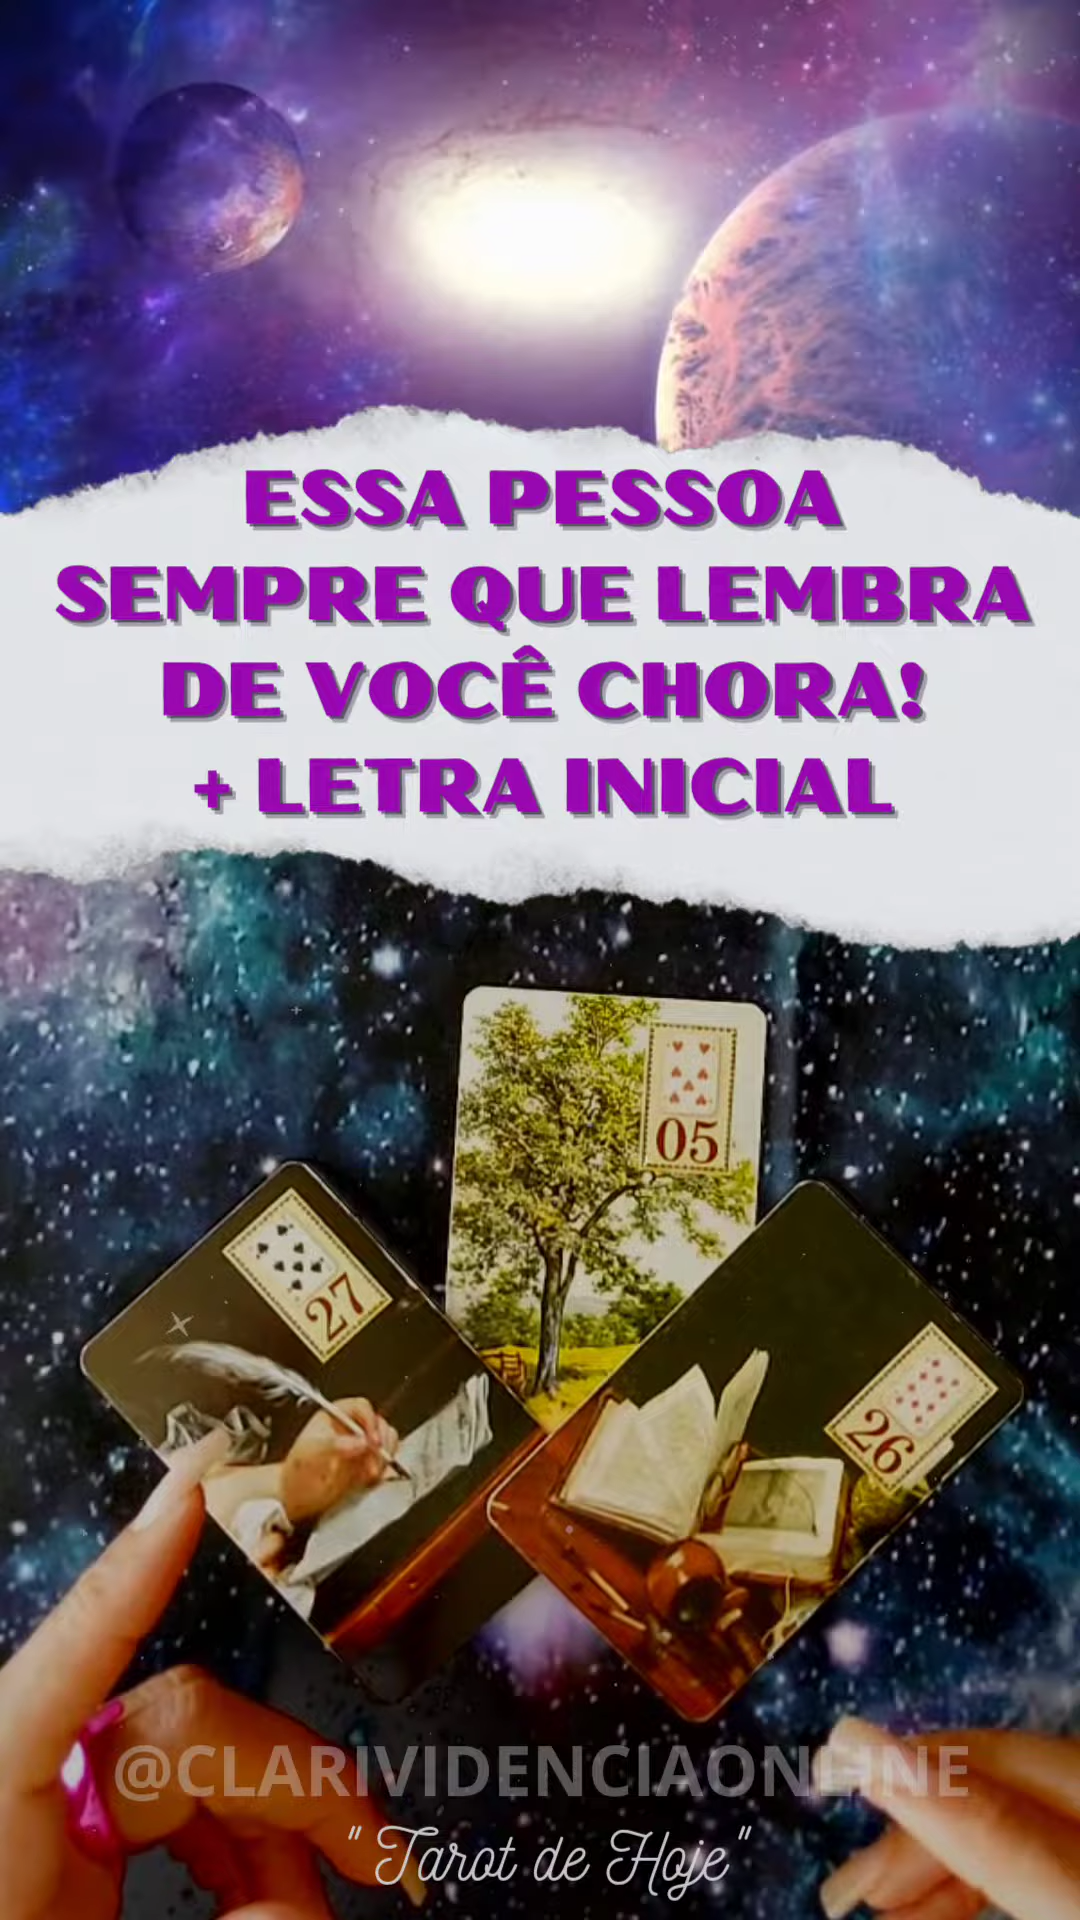 ESSA PESSOA
SEMPRE QUE LEMBRA
DE VOCÊ CHORA!
+ LETRA INICIAL
05
27
26
@CLARIVIDENCIAONLINE
"Tarot de Hoje"